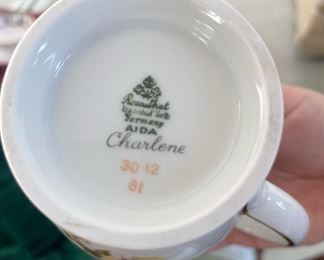 Rosenthal
Germany
AIDA
Charlene
30 12
61